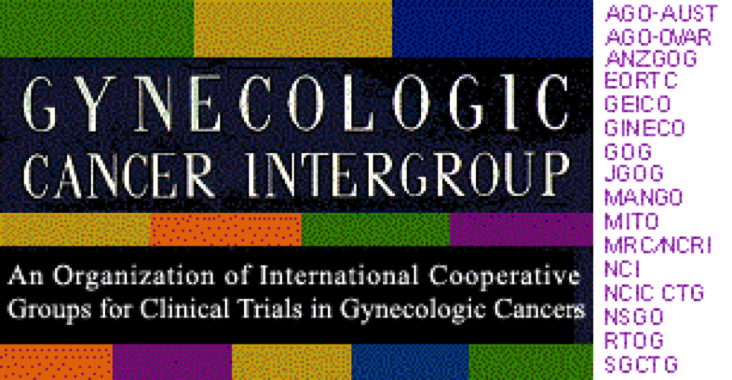 GYNECOLOGIC
CANCER INTERGROUP
An Organization of International Cooperative
Groups for Clinical Trials in Gynecologic Cancers
AGO-AUST
AGO-OVAR
ANZGOG
EORTC
GEICO
GINECO
GOG
JGOG
MANGO
MITO
MRC/NCRI
NCI
NCIC CTG
NSGO
RTOG
SGCTG